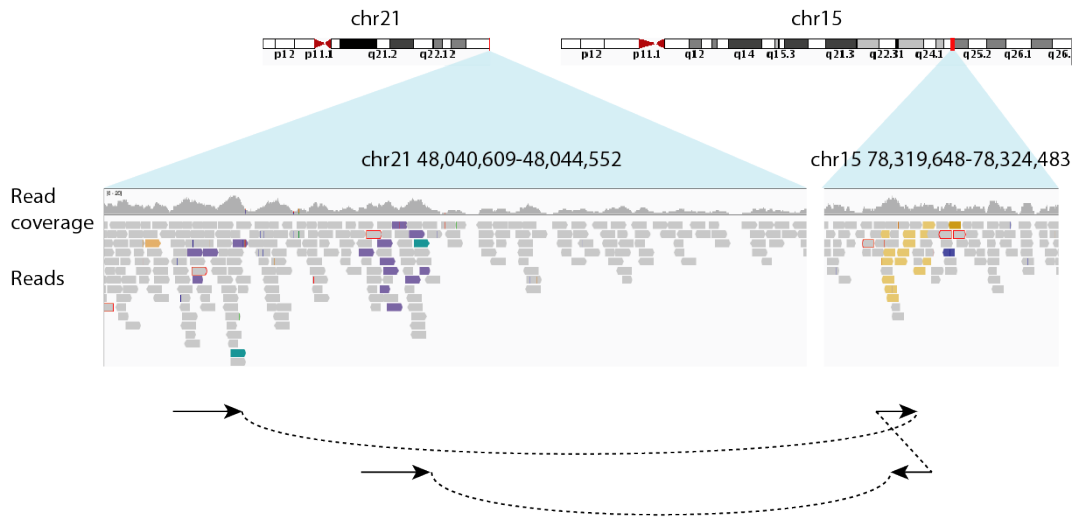 chr21 chr15
p12 p11.1 q21.2 q22.12 p12 p11.1 q12 q14 q15.3 q21.3 q22.31 q24.1 q25.2 q26.1 q26.
chr21 48,040,609-48,044,552 chr15 78,319,648-78,324,483
Read
coverage
Reads